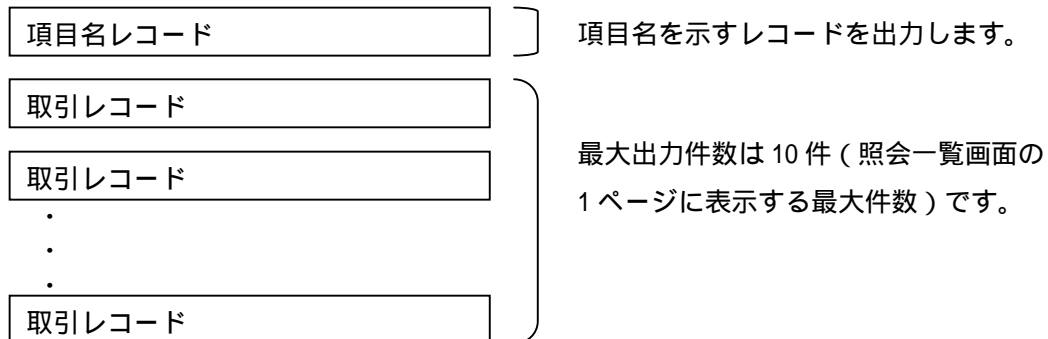 項目名レコード
項目名を示すレコードを出力します。
取引レコード
取引レコード
・
・
・
取引レコード
最大出力件数は 10 件（照会一覧画面の
1 ページに表示する最大件数）です。